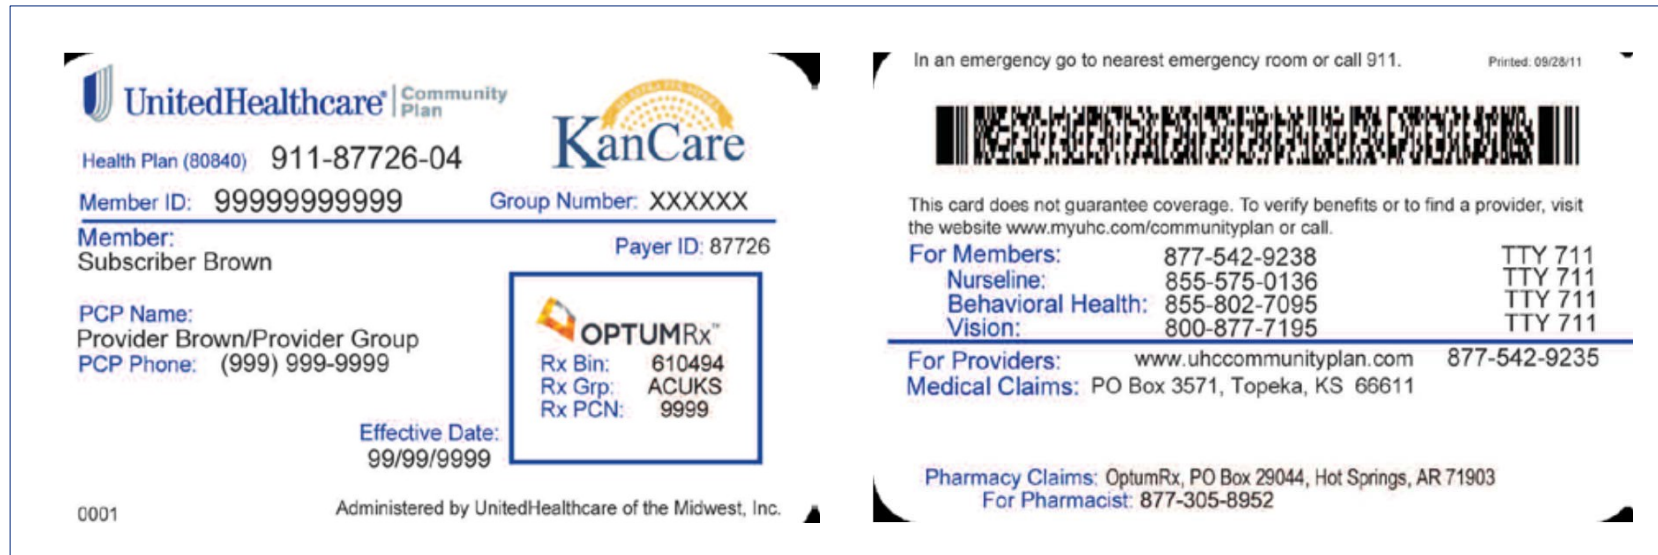 UnitedHealthcare® Community Plan
KanCare
Health Plan (80840) 911-87726-04
Member ID: 99999999999 Group Number: XXXXXX
Member:
Subscriber Brown
Payer ID: 87726
PCP Name:
Provider Brown/Provider Group
PCP Phone: (999) 999-9999
OPTUMRx™
Rx Bin: 610494
Rx Grp: ACUKS
Rx PCN: 9999
Effective Date:
99/99/9999
0001
Administered by UnitedHealthcare of the Midwest, Inc.
In an emergency go to nearest emergency room or call 911. Printed: 09/28/11
This card does not guarantee coverage. To verify benefits or to find a provider, visit
the website www.myuhc.com/communityplan or call.
For Members: 877-542-9238 TTY 711
Nurseline: 855-575-0136 TTY 711
Behavioral Health: 855-802-7095 TTY 711
Vision: 800-877-7195 TTY 711
For Providers: www.uhccommunityplan.com 877-542-9235
Medical Claims: PO Box 3571, Topeka, KS 66611
Pharmacy Claims: OptumRx, PO Box 29044, Hot Springs, AR 71903
For Pharmacist: 877-305-8952